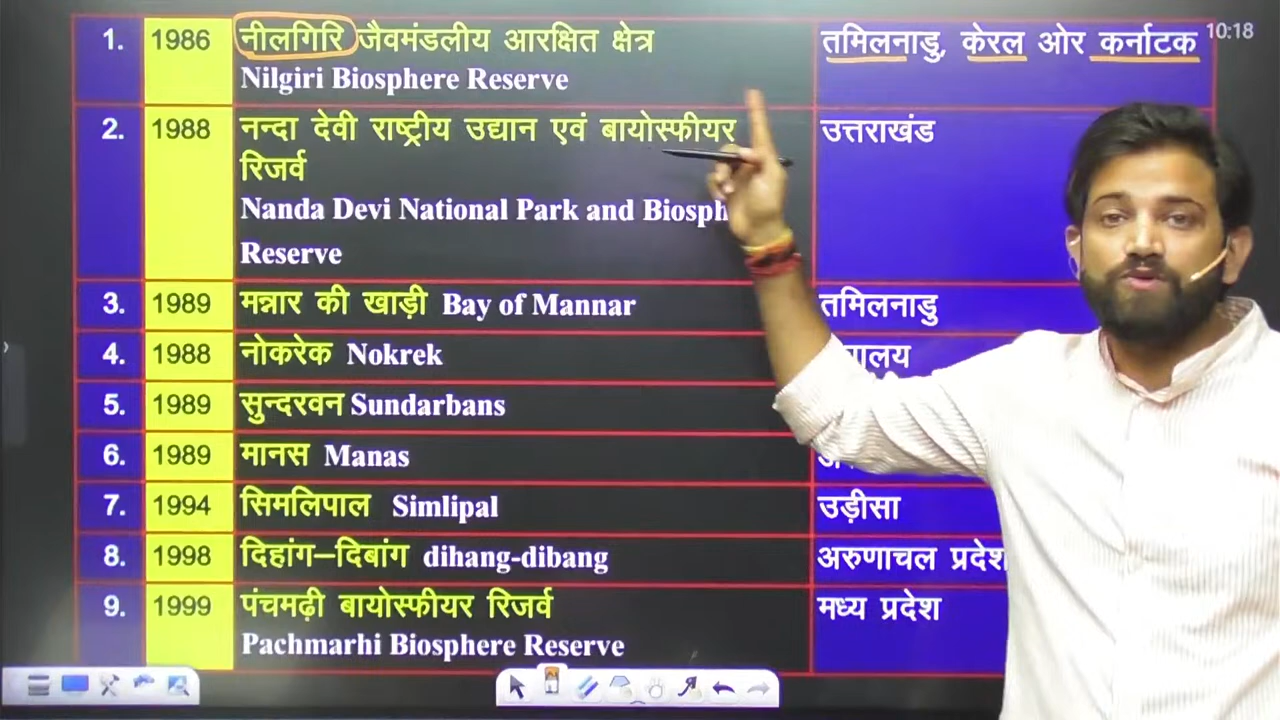 1. 1986 नीलगिरि जैवमंडलीय आरक्षित क्षेत्र तमिलनाडु, केरल ओर कर्नाटक 10:18
Nilgiri Biosphere Reserve
2. 1988 नन्दा देवी राष्ट्रीय उद्यान एवं बायोस्फीयर उत्तराखंड
रिजर्व
Nanda Devi National Park and
Reserve
3. 1989 मन्नार की खाड़ी Bay of Mannar तमिलनाडु
4. 1988 नोकरेक Nokrek
5. 1989 सुन्दरवन Sundarbans
6. 1989 मानस Manas
7. 1994 सिमलिपाल Simlipal उड़ीसा
8. 1998 दिहांग–दिबांग dihang-dibang अरुणाचल प्रदेश
9. 1999 पंचमढ़ी बायोस्फीयर रिजर्व मध्य प्रदेश
Pachmarhi Biosphere Reserve